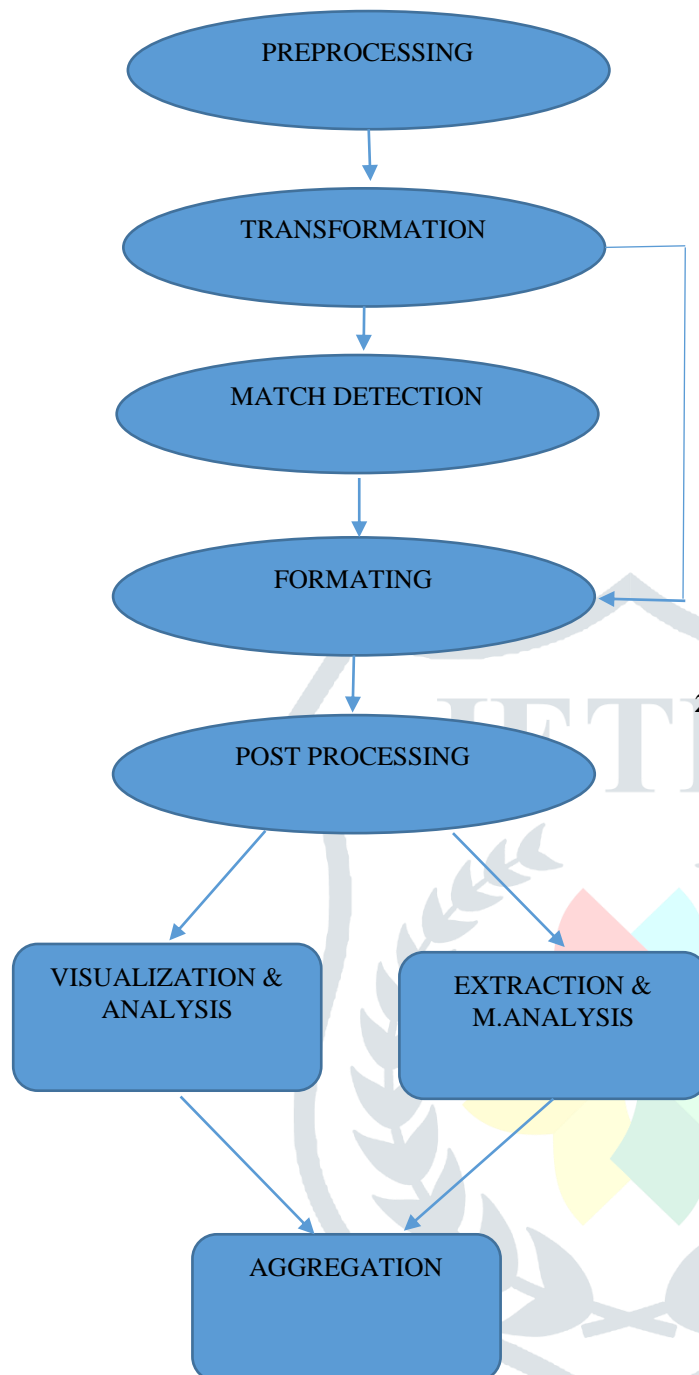 PREPROCESSING
TRANSFORMATION
MATCH DETECTION
FORMATING
POST PROCESSING
VISUALIZATION &
ANALYSIS
EXTRACTION &
M.ANALYSIS
AGGREGATION